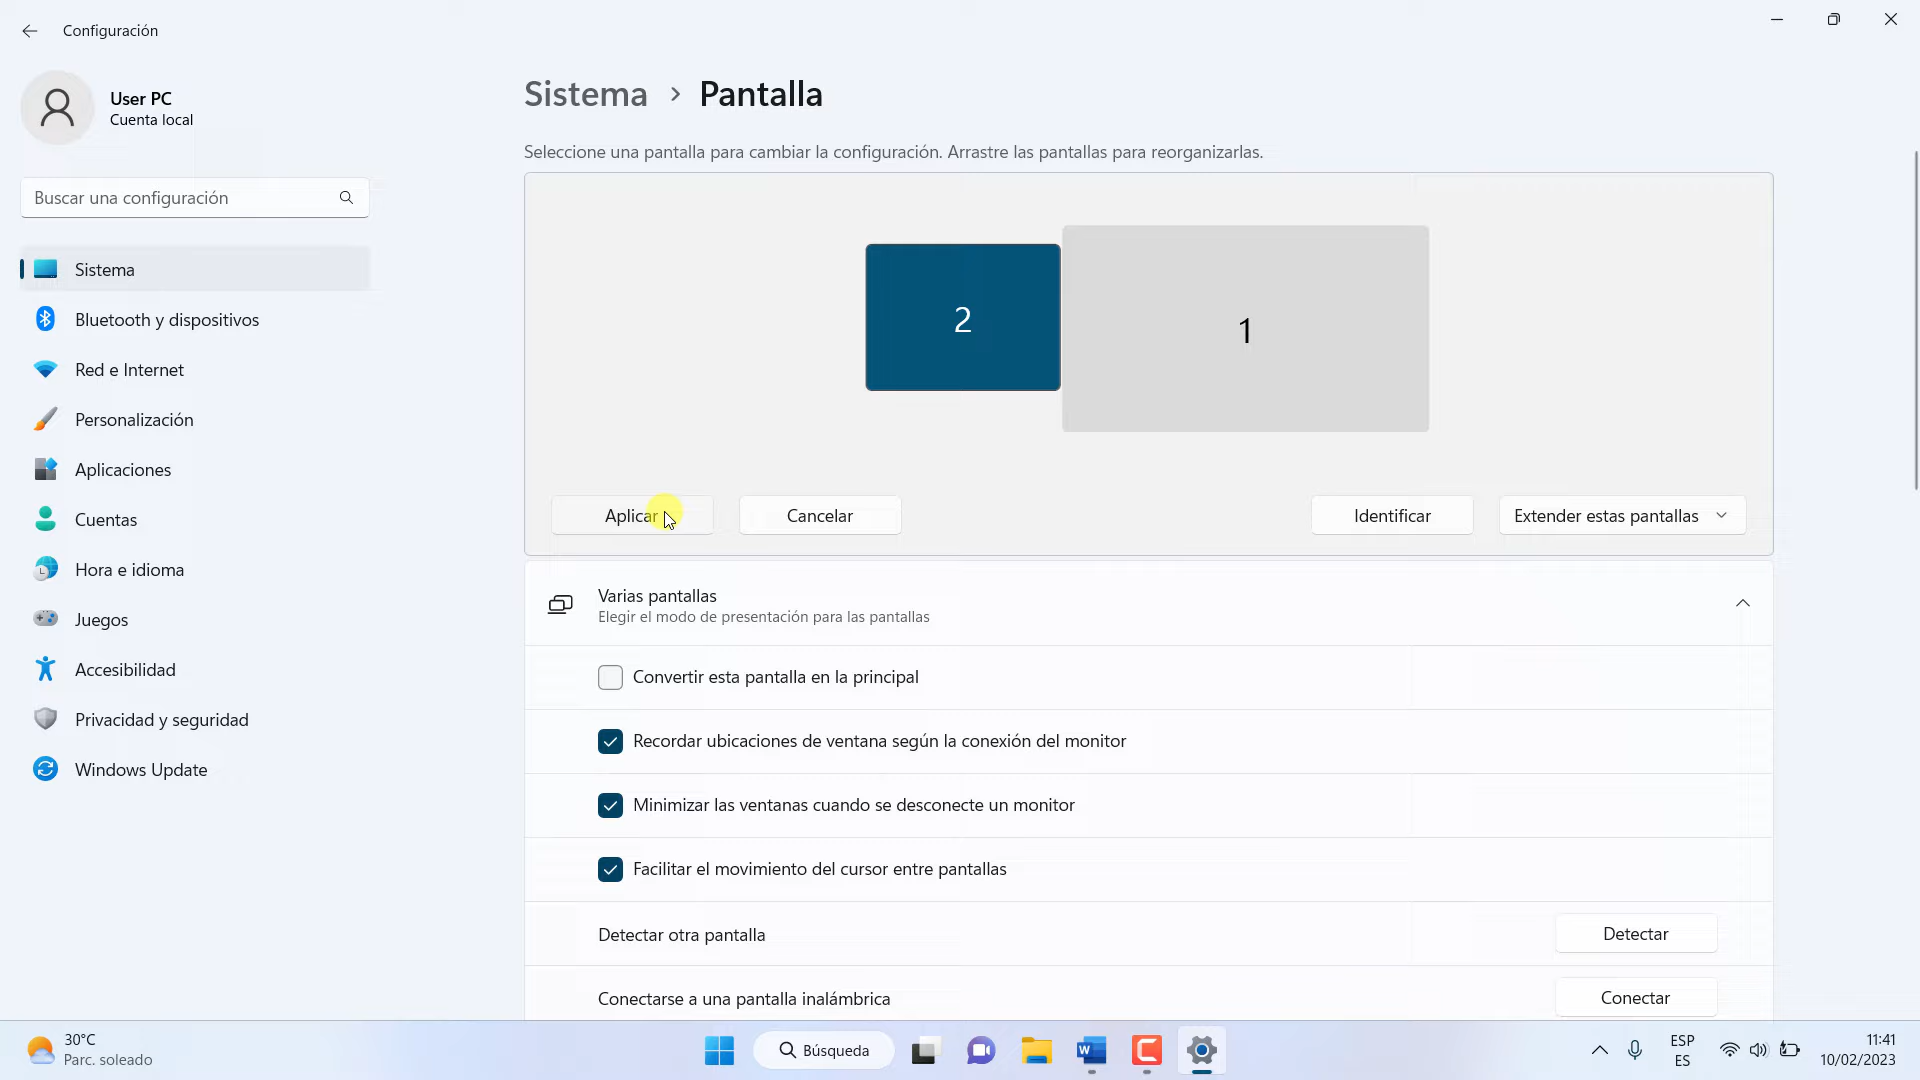 Configuración
User PC
Cuenta local
Buscar una configuración
Sistema
Bluetooth y dispositivos
Red e Internet
Personalización
Aplicaciones
Cuentas
Hora e idioma
Juegos
Accesibilidad
Privacidad y seguridad
Windows Update
Sistema > Pantalla
Seleccione una pantalla para cambiar la configuración. Arrastre las pantallas para reorganizarlas.
2
1
Aplicar
Cancelar
Identificar
Extender estas pantallas
Varias pantallas
Elegir el modo de presentación para las pantallas
Convertir esta pantalla en la principal
Recordar ubicaciones de ventana según la conexión del monitor
Minimizar las ventanas cuando se desconecte un monitor
Facilitar el movimiento del cursor entre pantallas
Detectar otra pantalla
Detectar
Conectarse a una pantalla inalámbrica
Conectar
30°C
Parc. soleado
Búsqueda
ESP
ES
11:41
10/02/2023